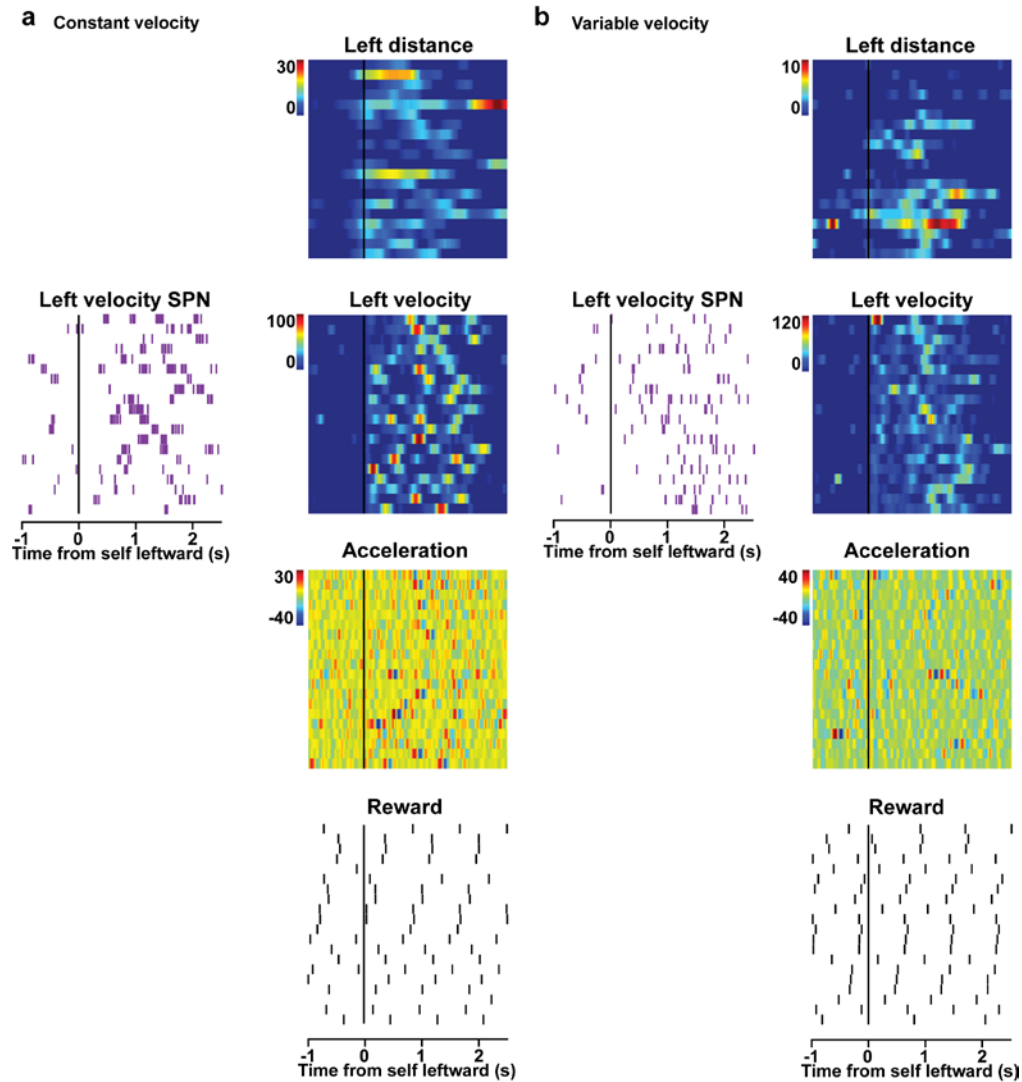 a Constant velocity
b Variable velocity
Left distance
30
0
Left distance
10
0
Left velocity SPN
-1 0 1 2
Time from self leftward (s)
Left velocity
100
0
Left velocity SPN
-1 0 1 2
Time from self leftward (s)
Left velocity
120
0
Acceleration
30
-40
Acceleration
40
-40
Reward
-1 0 1 2
Time from self leftward (s)
Reward
-1 0 1 2
Time from self leftward (s)